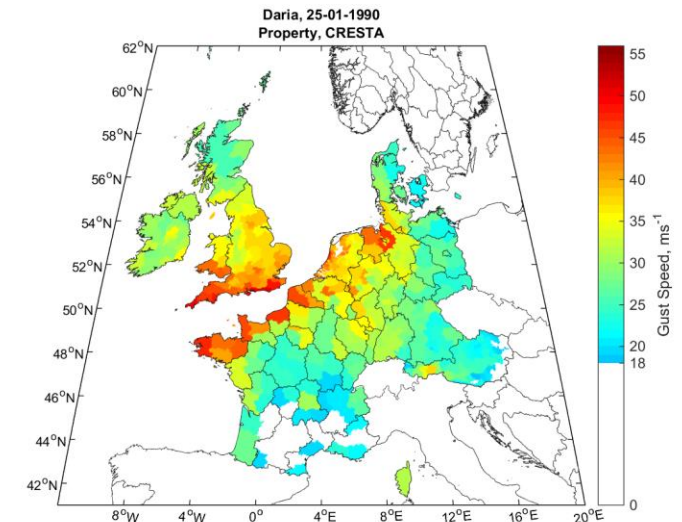 Daria, 25-01-1990
Property, CRESTA
62°N
60°N
58°N
56°N
54°N
52°N
50°N
48°N
46°N
44°N
42°N
8°W
4°W
0°
4°E
8°E
12°E
16°E
20°E
55
50
45
40
35
30
25
20
18
0
Gust Speed, ms⁻¹